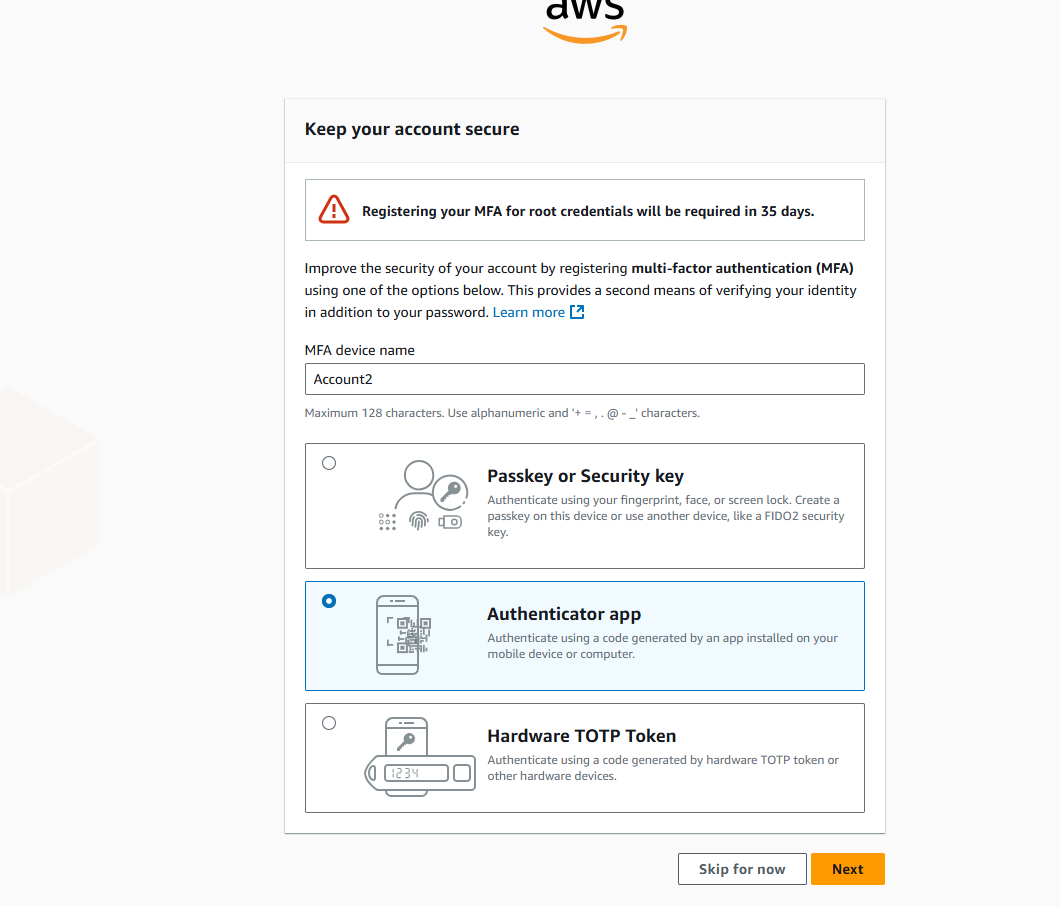 aws
Keep your account secure
Registering your MFA for root credentials will be required in 35 days.
Improve the security of your account by registering multi-factor authentication (MFA)
using one of the options below. This provides a second means of verifying your identity
in addition to your password. Learn more
MFA device name
Account2
Maximum 128 characters. Use alphanumeric and '+ = , . @ - _' characters.
Passkey or Security key
Authenticate using your fingerprint, face, or screen lock. Create a
passkey on this device or use another device, like a FIDO2 security
key.
Authenticator app
Authenticate using a code generated by an app installed on your
mobile device or computer.
Hardware TOTP Token
1234
Authenticate using a code generated by hardware TOTP token or
other hardware devices.
Skip for now
Next